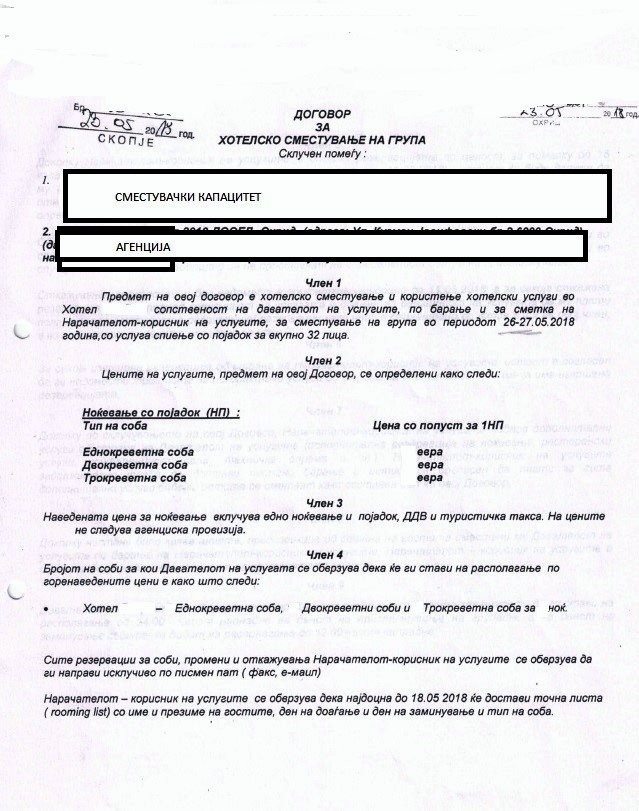 Бр.
23.05 2018 год.
СКОПЈЕ
23.05 2018 год.
ОХРИД
ДОГОВОР
ЗА
ХОТЕЛСКО СМЕСТУВАЊЕ НА ГРУПА
Склучен помеѓу :
1.
СМЕСТУВАЧКИ КАПАЦИТЕТ
2.
АГЕНЦИЈА
на
Член 1
Предмет на овој договор е хотелско сместување и користење хотелски услуги во
Хотел сопственост на давателот на услугите, по барање и за сметка на
Нарачателот-корисник на услугите, за сместување на група во периодот 26-27.05.2018
година,со услуга спиење со појадок за вкупно 32 лица.
Член 2
Цените на услугите, предмет на овој Договор, се определени како следи:
Ноќевање со појадок (НП) :
Тип на соба Цена со попуст за 1НП
Еднокреветна соба евра
Двокреветна соба евра
Трокреветна соба евра
Член 3
Наведената цена за ноќевање вклучува едно ноќевање и појадок, ДДВ и туристичка такса. На цените
не следува агенциска провизија.
Член 4
Бројот на соби за кои Давателот на услугата се обврзува дека ќе ги стави на располагање по
горенаведените цени е како што следи:
• Хотел – Еднокреветна соба, Двокреветни соби и Трокреветна соба за ноќ.
Сите резервации за соби, промени и откажувања Нарачателот-корисник на услугите се обврзува да
ги направи исклучиво по писмен пат ( факс, е-маил)
Нарачателот – корисник на услугите се обврзува дека најдоцна до 18.05 2018 ќе достави точна листа
( rooming list) со име и презиме на гостите, ден на доаѓање и ден на заминување и тип на соба.